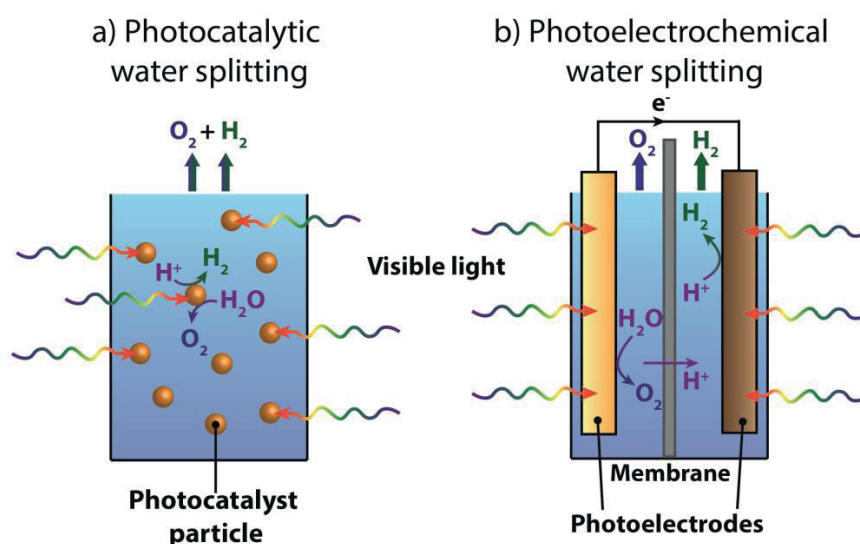 a) Photocatalytic
water splitting
O₂ + H₂
H⁺
H₂
H₂O
O₂
Photocatalyst
particle
Visible light
b) Photoelectrochemical
water splitting
e⁻
O₂
H₂
H₂
H⁺
H₂O
O₂
H⁺
Membrane
Photoelectrodes